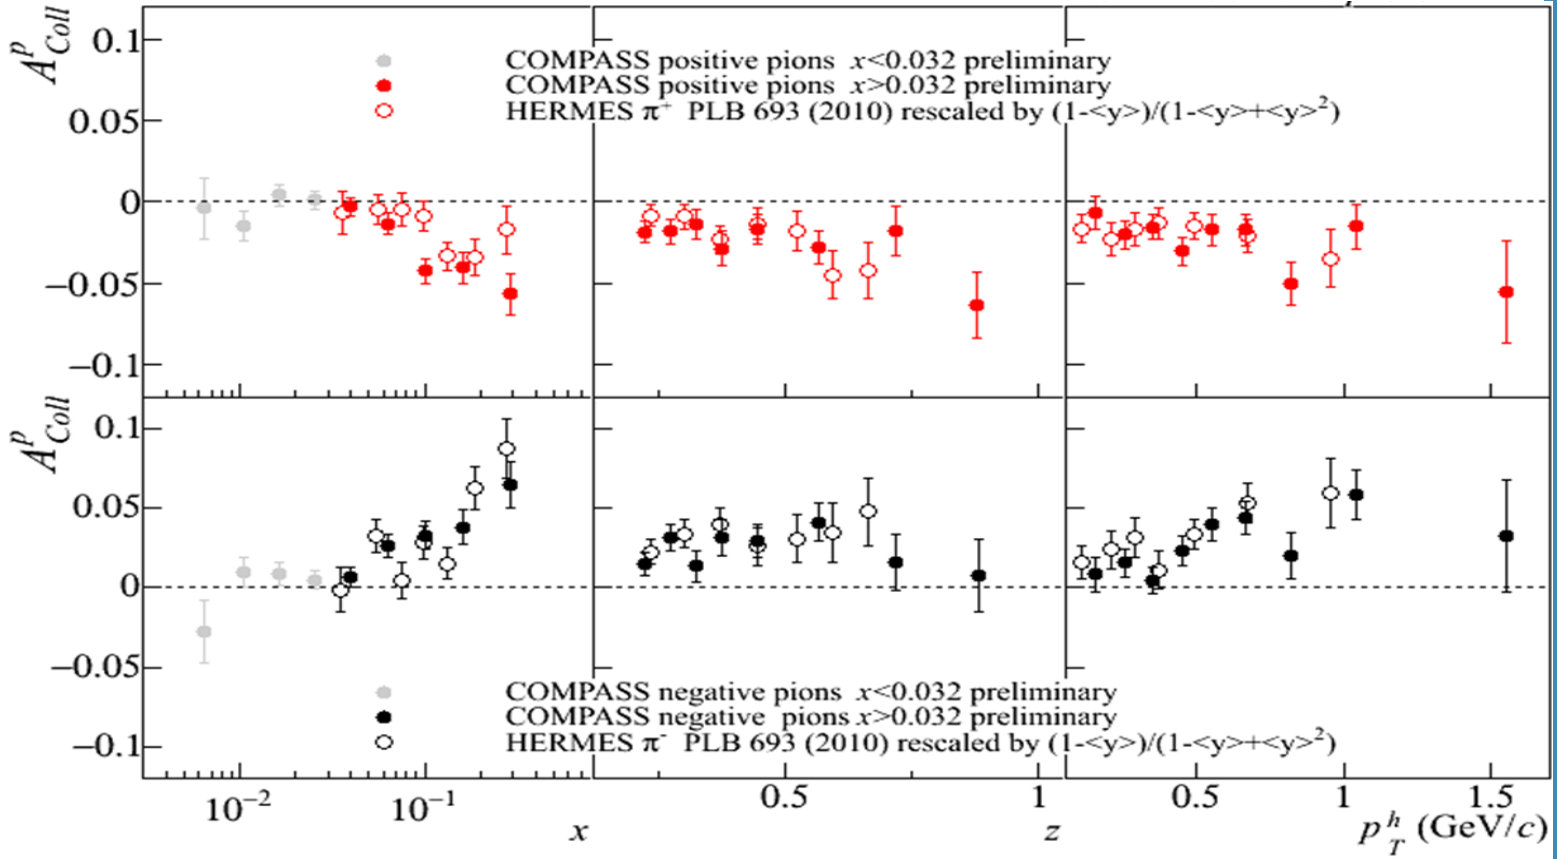 A^p_Coll
0.1
COMPASS positive pions x<0.032 preliminary
COMPASS positive pions x>0.032 preliminary
HERMES π⁺ PLB 693 (2010) rescaled by (1-<y>)/(1-<y>+<y>²)
0.05
0
−0.05
−0.1
A^p_Coll
0.1
0.05
0
−0.05
COMPASS negative pions x<0.032 preliminary
COMPASS negative pions x>0.032 preliminary
HERMES π⁻ PLB 693 (2010) rescaled by (1-<y>)/(1-<y>+<y>²)
−0.1
10⁻² 10⁻¹ 0.5 1 0.5 1 1.5
x z p_T^h (GeV/c)